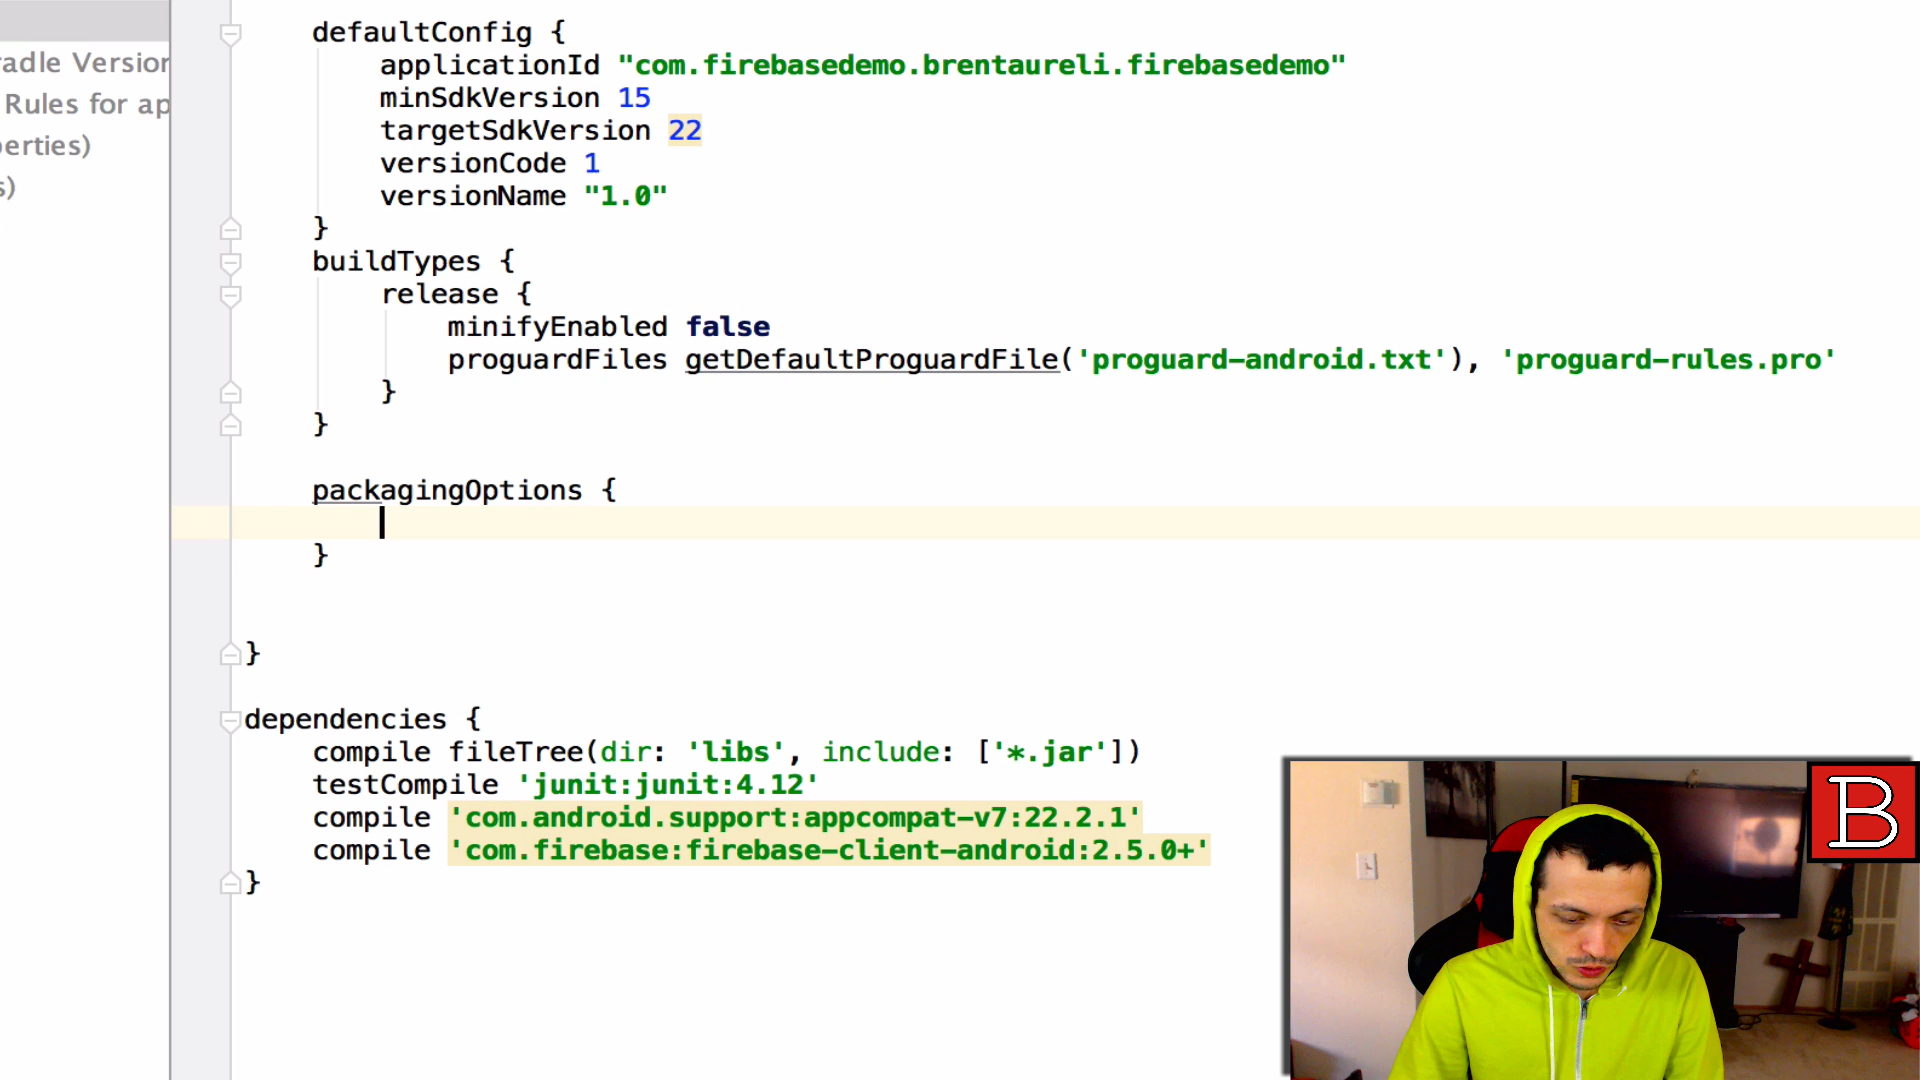 adle Version
Rules for ap
erties)
s)
defaultConfig {
applicationId "com.firebasedemo.brentaureli.firebasedemo"
minSdkVersion 15
targetSdkVersion 22
versionCode 1
versionName "1.0"
}
buildTypes {
release {
minifyEnabled false
proguardFiles getDefaultProguardFile('proguard-android.txt'), 'proguard-rules.pro'
}
}
packagingOptions {
}
}
dependencies {
compile fileTree(dir: 'libs', include: ['*.jar'])
testCompile 'junit:junit:4.12'
compile 'com.android.support:appcompat-v7:22.2.1'
compile 'com.firebase:firebase-client-android:2.5.0+'
}
B